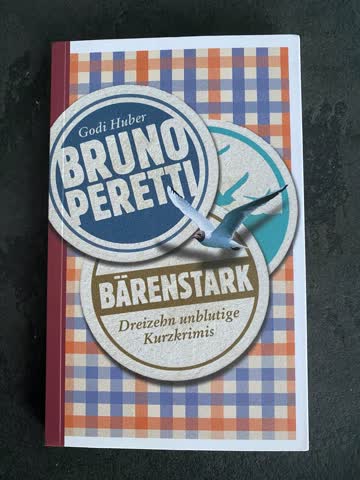 Godi Huber
BRUNO
PERETTI
BÄRENSTARK
Dreizehn unblutige
Kurzkrimis